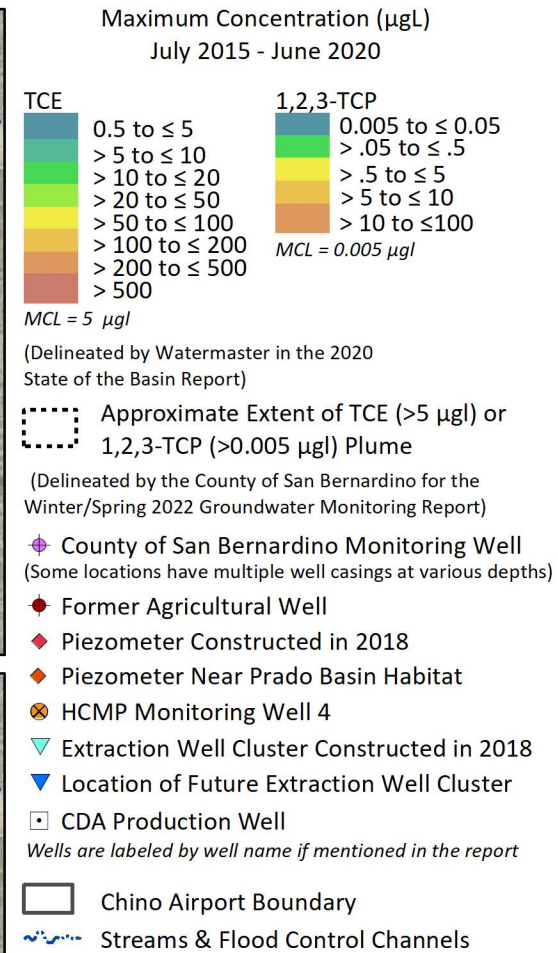 Maximum Concentration (µgL)
July 2015 - June 2020
TCE
0.5 to ≤ 5
> 5 to ≤ 10
> 10 to ≤ 20
> 20 to ≤ 50
> 50 to ≤ 100
> 100 to ≤ 200
> 200 to ≤ 500
> 500
MCL = 5 µgl
1,2,3-TCP
0.005 to ≤ 0.05
> .05 to ≤ .5
> .5 to ≤ 5
> 5 to ≤ 10
> 10 to ≤100
MCL = 0.005 µgl
(Delineated by Watermaster in the 2020
State of the Basin Report)
Approximate Extent of TCE (>5 µgl) or
1,2,3-TCP (>0.005 µgl) Plume
(Delineated by the County of San Bernardino for the
Winter/Spring 2022 Groundwater Monitoring Report)
County of San Bernardino Monitoring Well
(Some locations have multiple well casings at various depths)
Former Agricultural Well
Piezometer Constructed in 2018
Piezometer Near Prado Basin Habitat
HCMP Monitoring Well 4
Extraction Well Cluster Constructed in 2018
Location of Future Extraction Well Cluster
CDA Production Well
Wells are labeled by well name if mentioned in the report
Chino Airport Boundary
Streams & Flood Control Channels